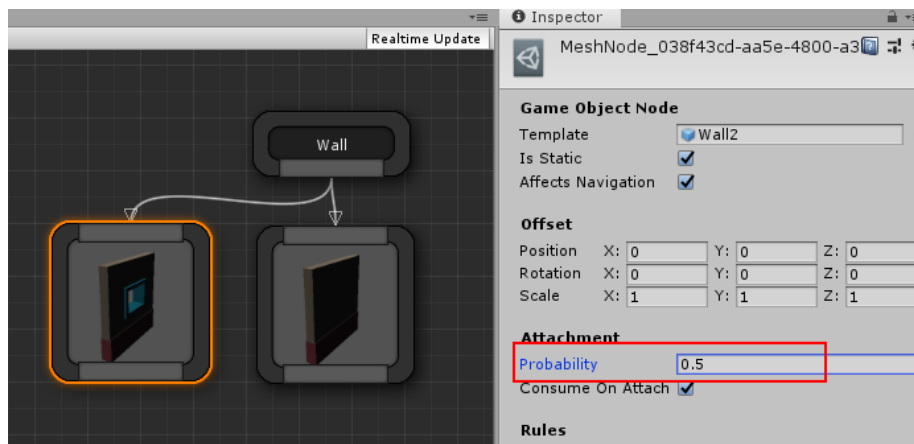 Realtime Update
Wall
Inspector
MeshNode_038f43cd-aa5e-4800-a3
Game Object Node
Template Wall2
Is Static
Affects Navigation
Offset
Position X: 0 Y: 0 Z: 0
Rotation X: 0 Y: 0 Z: 0
Scale X: 1 Y: 1 Z: 1
Attachment
Probability 0.5
Consume On Attach
Rules